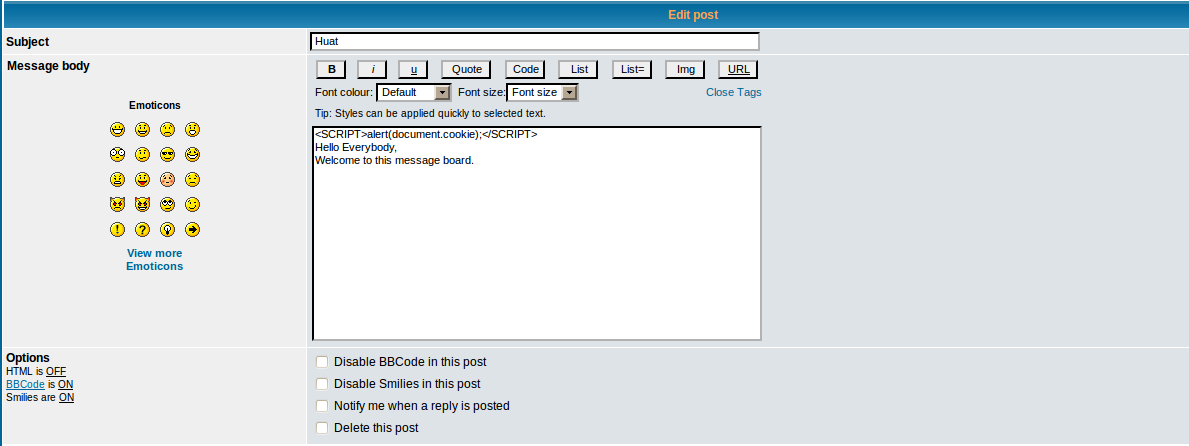 Edit post
Subject
Huat
Message body
B i u Quote Code List List= Img URL
Font colour: Default Font size: Font size Close Tags
Tip: Styles can be applied quickly to selected text.
Emoticons
View more
Emoticons
<SCRIPT>alert(document.cookie);</SCRIPT>
Hello Everybody,
Welcome to this message board.
Options
HTML is OFF
BBCode is ON
Smilies are ON
Disable BBCode in this post
Disable Smilies in this post
Notify me when a reply is posted
Delete this post